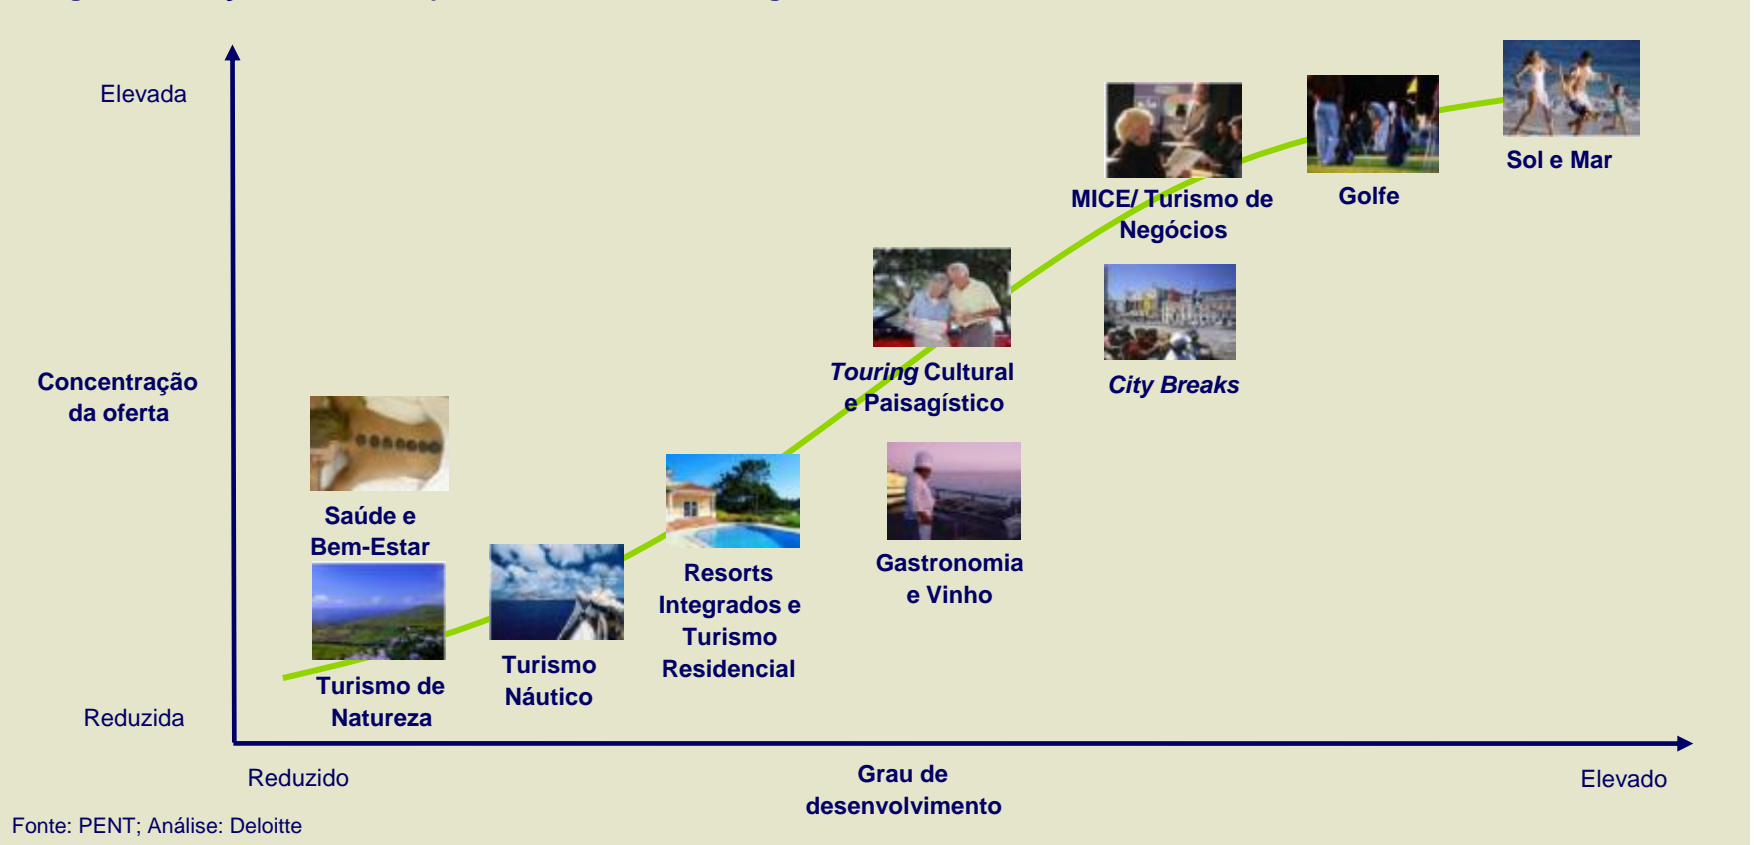 Elevada
Sol e Mar
MICE/ Turismo de
Negócios
Golfe
Concentração
da oferta
Touring Cultural
e Paisagístico
City Breaks
Saúde e
Bem-Estar
Gastronomia
e Vinho
Resorts
Integrados e
Turismo
Residencial
Turismo
Náutico
Turismo de
Natureza
Reduzida
Reduzido
Grau de
desenvolvimento
Elevado
Fonte: PENT; Análise: Deloitte